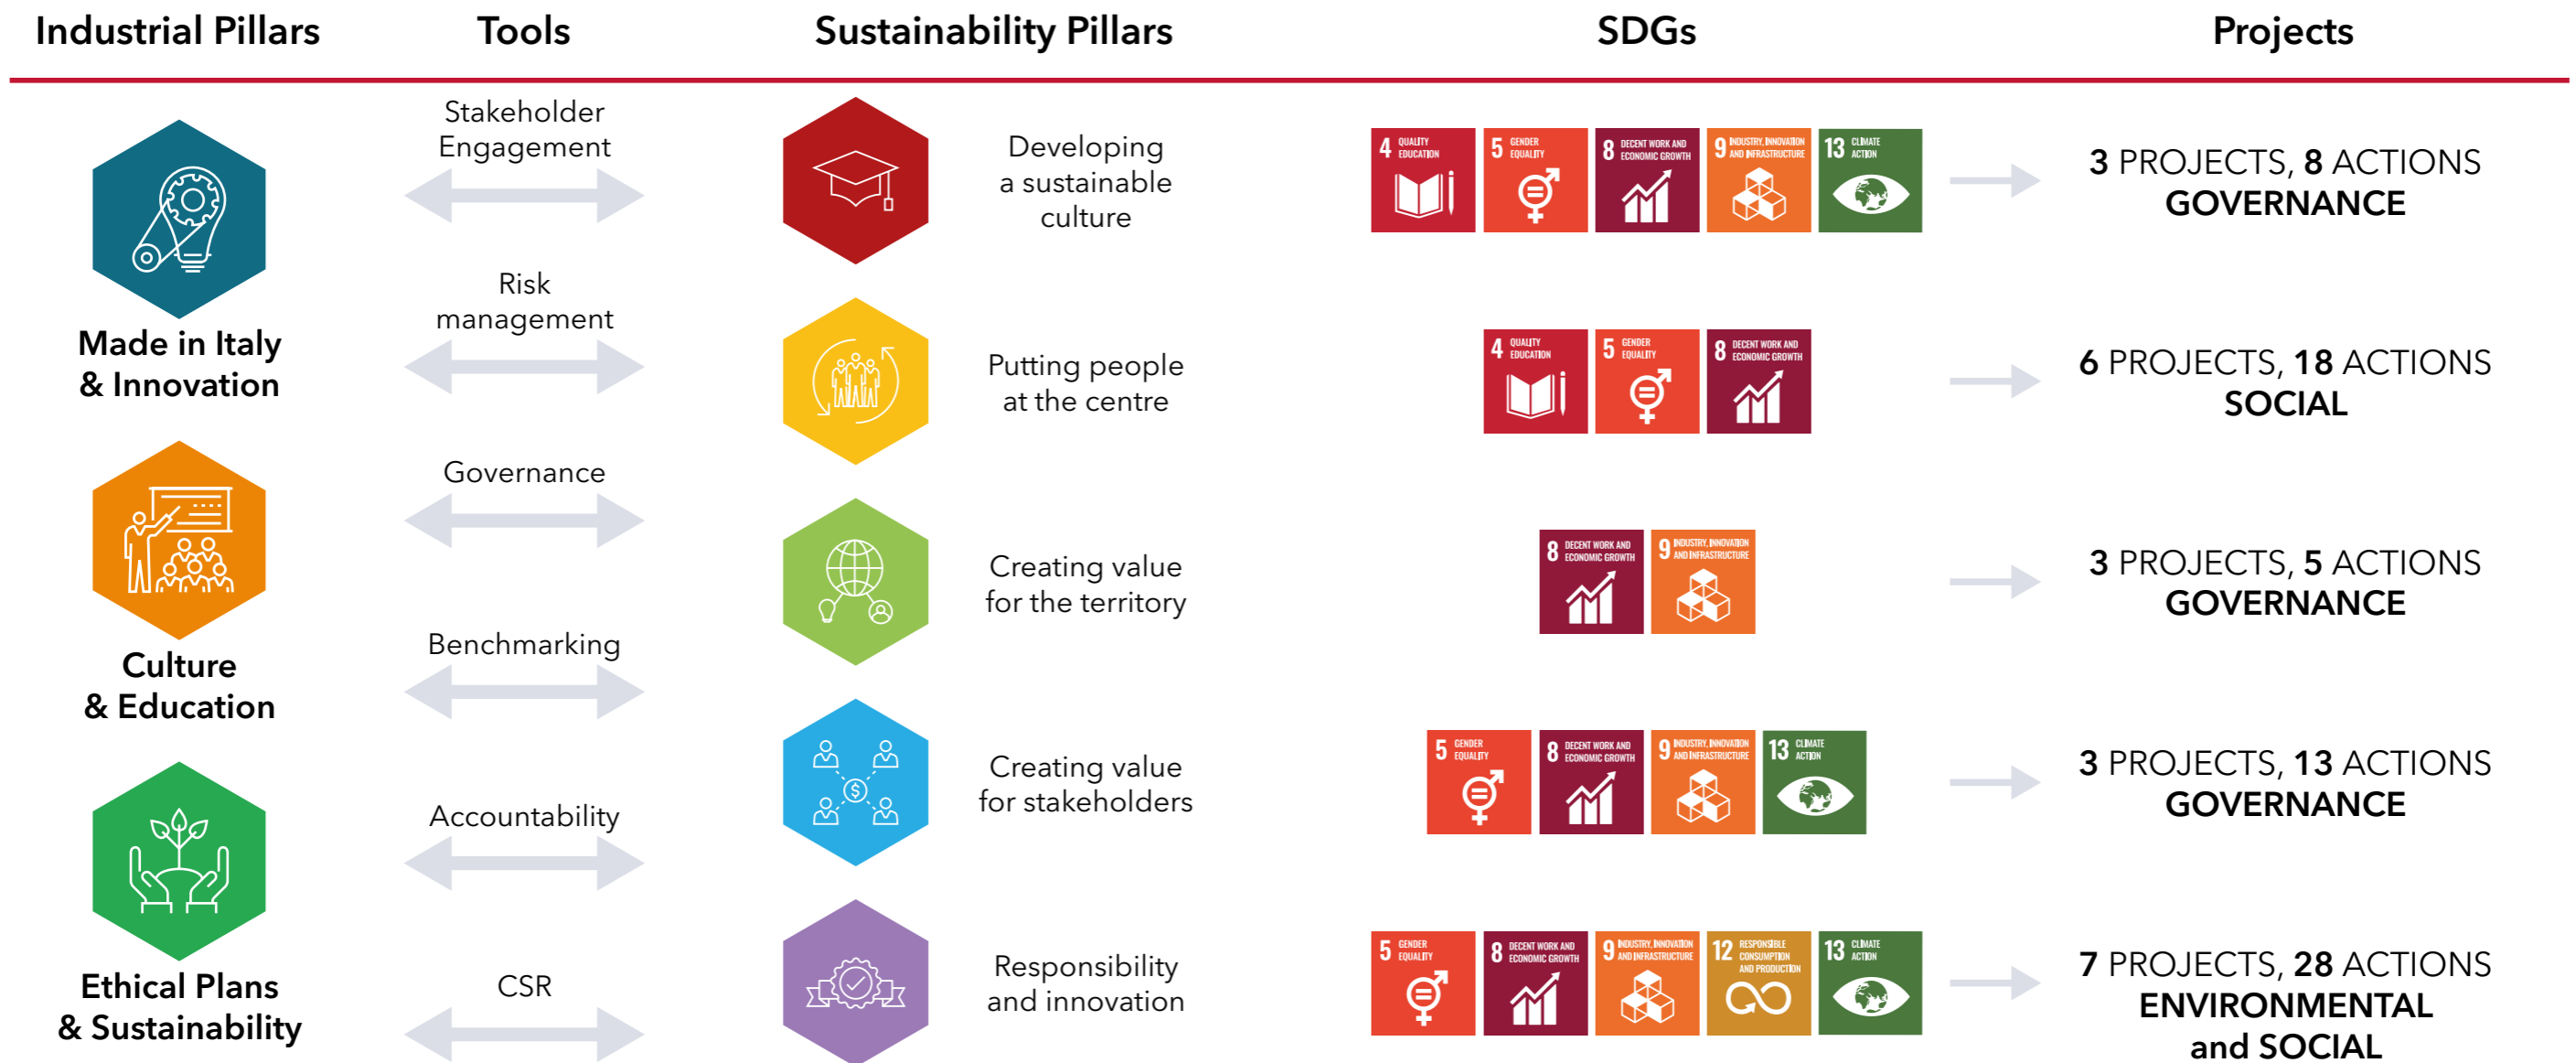 Industrial Pillars
Tools
Sustainability Pillars
SDGs
Projects
Made in Italy
& Innovation
Culture
& Education
Ethical Plans
& Sustainability
Stakeholder
Engagement
Risk
management
Governance
Benchmarking
Accountability
CSR
Developing
a sustainable
culture
4 QUALITY
EDUCATION
5 GENDER
EQUALITY
8 DECENT WORK AND
ECONOMIC GROWTH
9 INDUSTRY, INNOVATION
AND INFRASTRUCTURE
13 CLIMATE
ACTION
3 PROJECTS, 8 ACTIONS
GOVERNANCE
Putting people
at the centre
4 QUALITY
EDUCATION
5 GENDER
EQUALITY
8 DECENT WORK AND
ECONOMIC GROWTH
6 PROJECTS, 18 ACTIONS
SOCIAL
Creating value
for the territory
8 DECENT WORK AND
ECONOMIC GROWTH
9 INDUSTRY, INNOVATION
AND INFRASTRUCTURE
3 PROJECTS, 5 ACTIONS
GOVERNANCE
Creating value
for stakeholders
$
5 GENDER
EQUALITY
8 DECENT WORK AND
ECONOMIC GROWTH
9 INDUSTRY, INNOVATION
AND INFRASTRUCTURE
13 CLIMATE
ACTION
3 PROJECTS, 13 ACTIONS
GOVERNANCE
Responsibility
and innovation
5 GENDER
EQUALITY
8 DECENT WORK AND
ECONOMIC GROWTH
9 INDUSTRY, INNOVATION
AND INFRASTRUCTURE
12 RESPONSIBLE
CONSUMPTION
AND PRODUCTION
13 CLIMATE
ACTION
7 PROJECTS, 28 ACTIONS
ENVIRONMENTAL
and SOCIAL